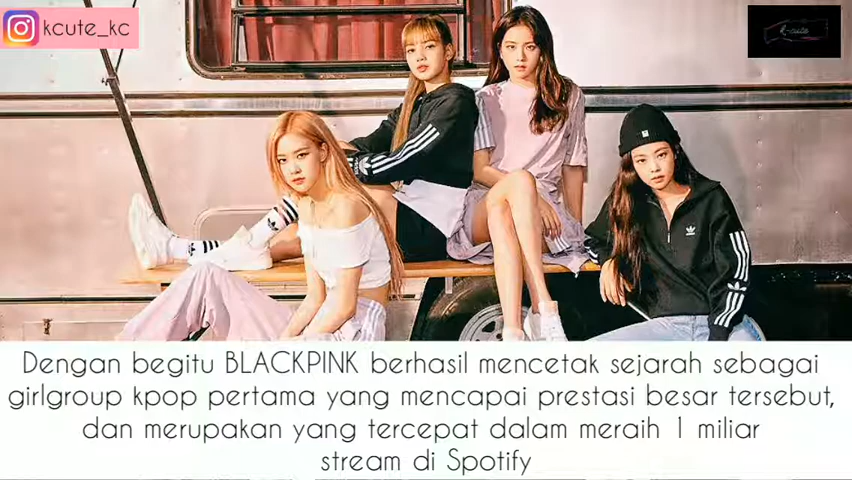 kcute_kc
k-cute
Dengan begitu BLACKPINK berhasil mencetak sejarah sebagai
girlgroup kpop pertama yang mencapai prestasi besar tersebut,
dan merupakan yang tercepat dalam meraih 1 miliar
stream di Spotify